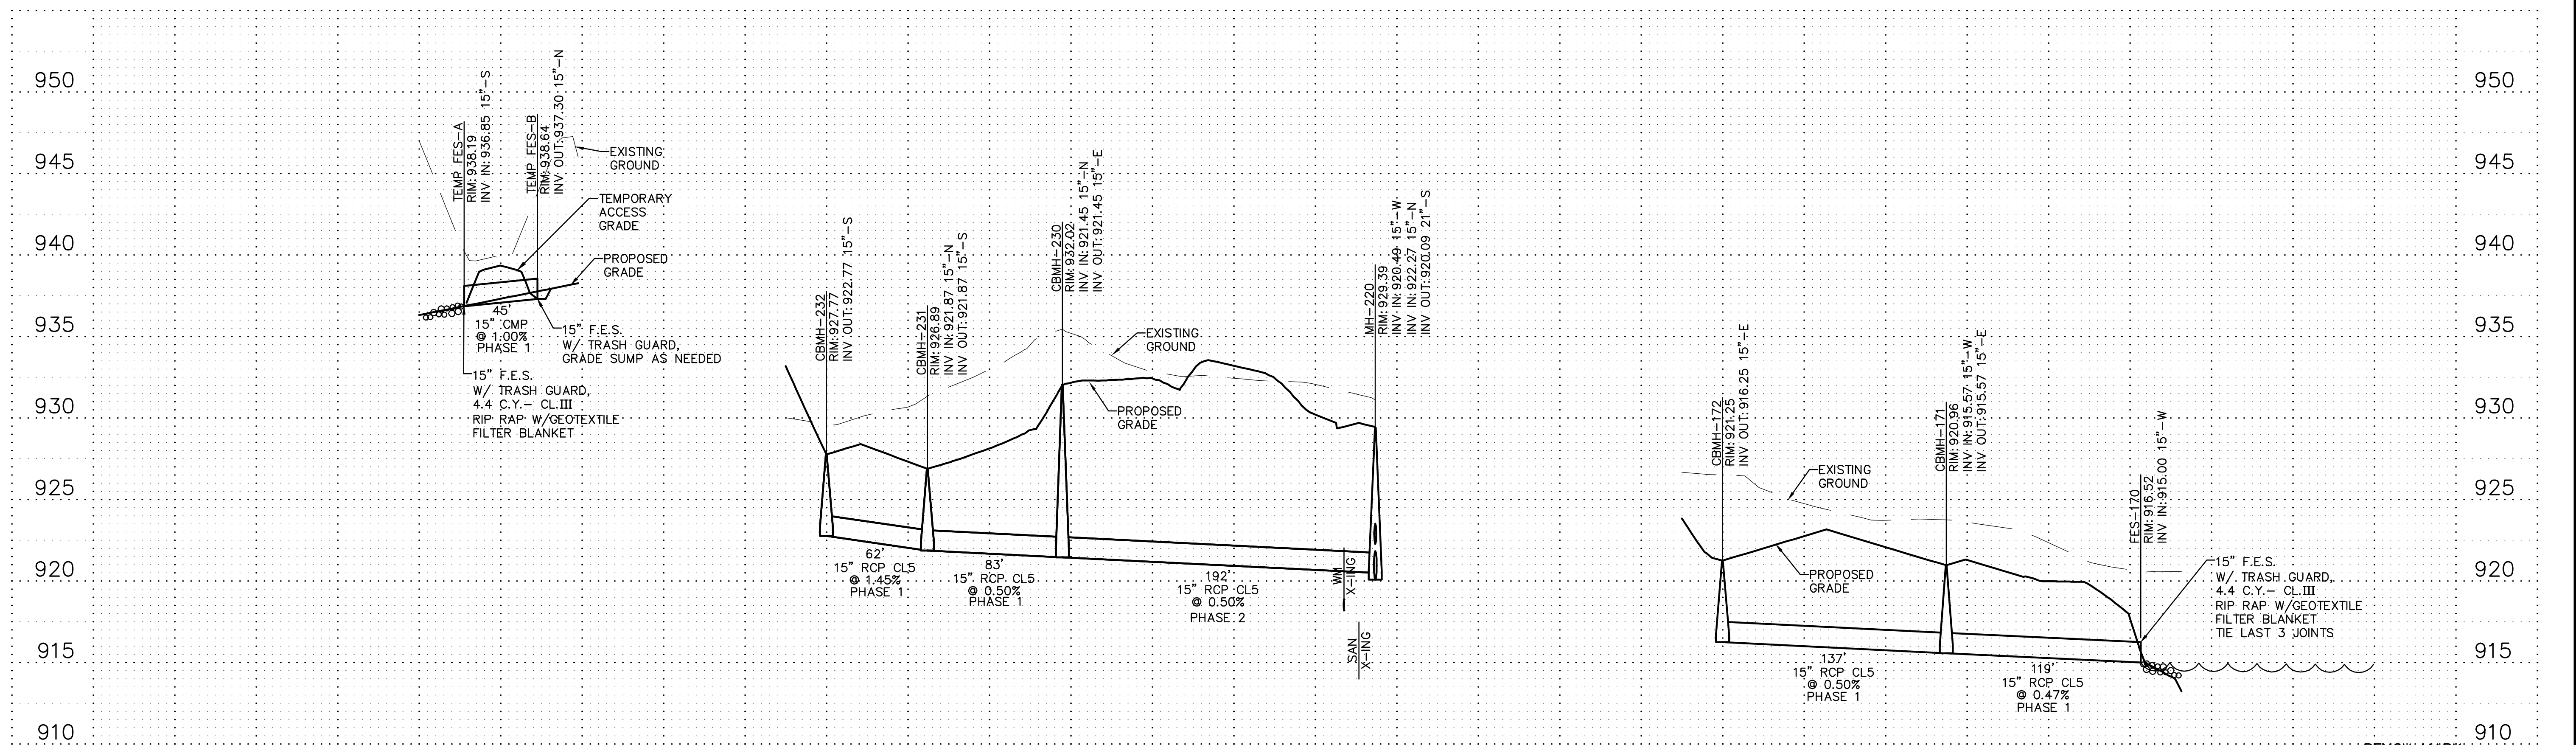 950
945
940
935
930
925
920
915
910
TEMP FES-A
RIM:938.19
INV IN:936.85 15"-S
TEMP FES-B
RIM:938.64
INV OUT:937.30 15"-N
EXISTING
GROUND
TEMPORARY
ACCESS
GRADE
PROPOSED
GRADE
45'
15" CMP
@ 1.00%
PHASE 1
15" F.E.S.
W/ TRASH GUARD,
GRADE SUMP AS NEEDED
15" F.E.S.
W/ TRASH GUARD,
4.4 C.Y.- CL.III
RIP RAP W/GEOTEXTILE
FILTER BLANKET
CBMH-232
RIM:927.77
INV OUT:922.77 15"-S
CBMH-231
RIM:926.89
INV IN:921.87 15"-N
INV OUT:921.87 15"-S
CBMH-230
RIM:932.02
INV IN:921.45 15"-N
INV OUT:921.45 15"-E
MH-220
RIM:929.39
INV IN:920.49 15"-W
INV IN:922.27 15"-N
INV OUT:920.09 21"-S
EXISTING
GROUND
PROPOSED
GRADE
62'
15" RCP CL5
@ 1.45%
PHASE 1
83'
15" RCP CL5
@ 0.50%
PHASE 1
192'
15" RCP CL5
@ 0.50%
PHASE 2
WM
X-ING
SAN
X-ING
CBMH-172
RIM:921.25
INV OUT:916.25 15"-E
CBMH-171
RIM:920.96
INV IN:915.57 15"-W
INV OUT:915.57 15"-E
FES-170
RIM:916.52
INV IN:915.00 15"-W
EXISTING
GROUND
PROPOSED
GRADE
137'
15" RCP CL5
@ 0.50%
PHASE 1
119'
15" RCP CL5
@ 0.47%
PHASE 1
15" F.E.S.
W/ TRASH GUARD,
4.4 C.Y.- CL.III
RIP RAP W/GEOTEXTILE
FILTER BLANKET
TIE LAST 3 JOINTS
950
945
940
935
930
925
920
915
910